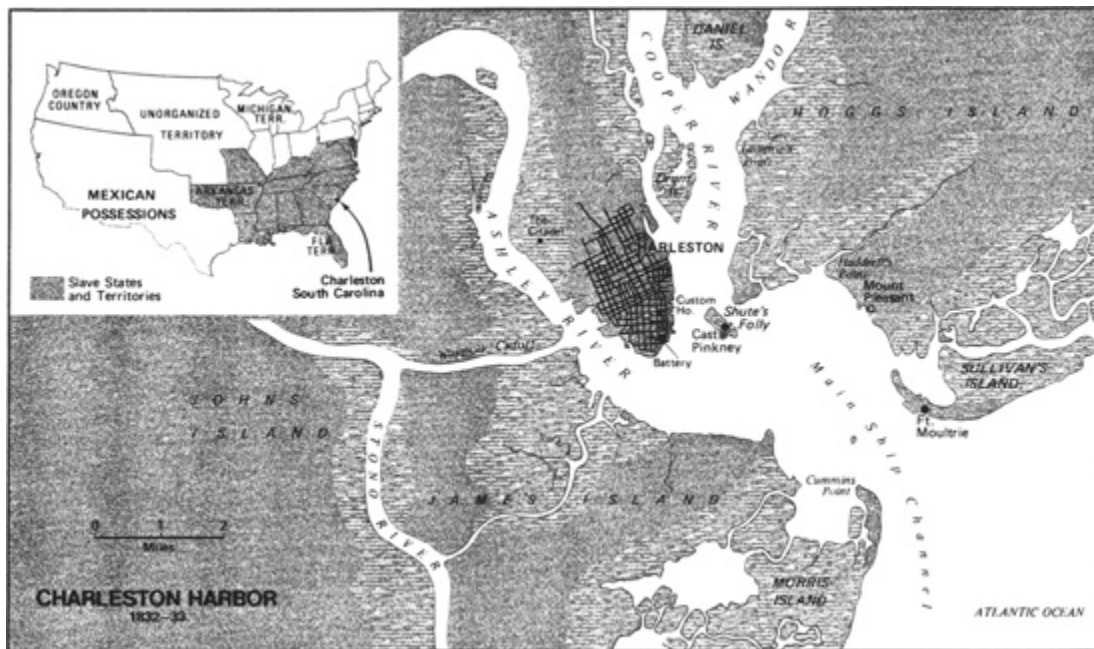 OREGON
COUNTRY
UNORGANIZED
TERRITORY
MICHIGAN
TERR.
MEXICAN
POSSESSIONS
ARKANSAS
TERR.
FLA
TERR.
Slave States
and Territories
Charleston
South Carolina
DANIEL
IS.
COOPER RIVER
WANDO R
HOGGS ISLAND
Drum
Is.
The
Citadel
ASHLEY RIVER
CHARLESTON
Custom
Ho.
Shute's
Folly
Cast
Pinkney
Battery
Haddrell's
Point
Mount
Pleasant
SULLIVAN'S
ISLAND
Ft.
Moultrie
Main Ship Channel
Cutoff
JOHNS
ISLAND
STONO RIVER
JAMES ISLAND
Cummins
Point
MORRIS
ISLAND
ATLANTIC OCEAN
0 1 2
Miles
CHARLESTON HARBOR
1832-33